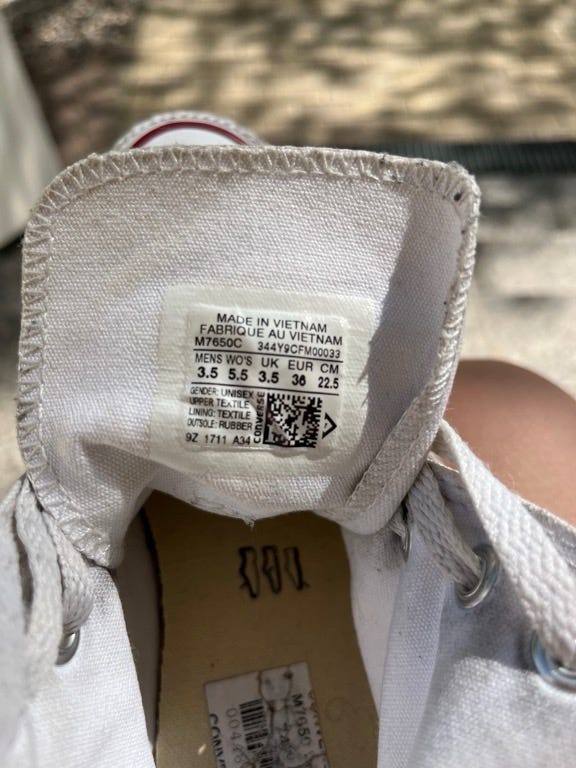 MADE IN VIETNAM
FABRIQUE AU VIETNAM
M7650C 344Y9CFM00033
MENS WO'S UK EUR CM
3.5 5.5 3.5 36 22.5
GENDER: UNISEX
UPPER TEXTILE
LINING: TEXTILE
OUTSOLE: RUBBER
CONVERSE
9Z 1711 A34
M7650